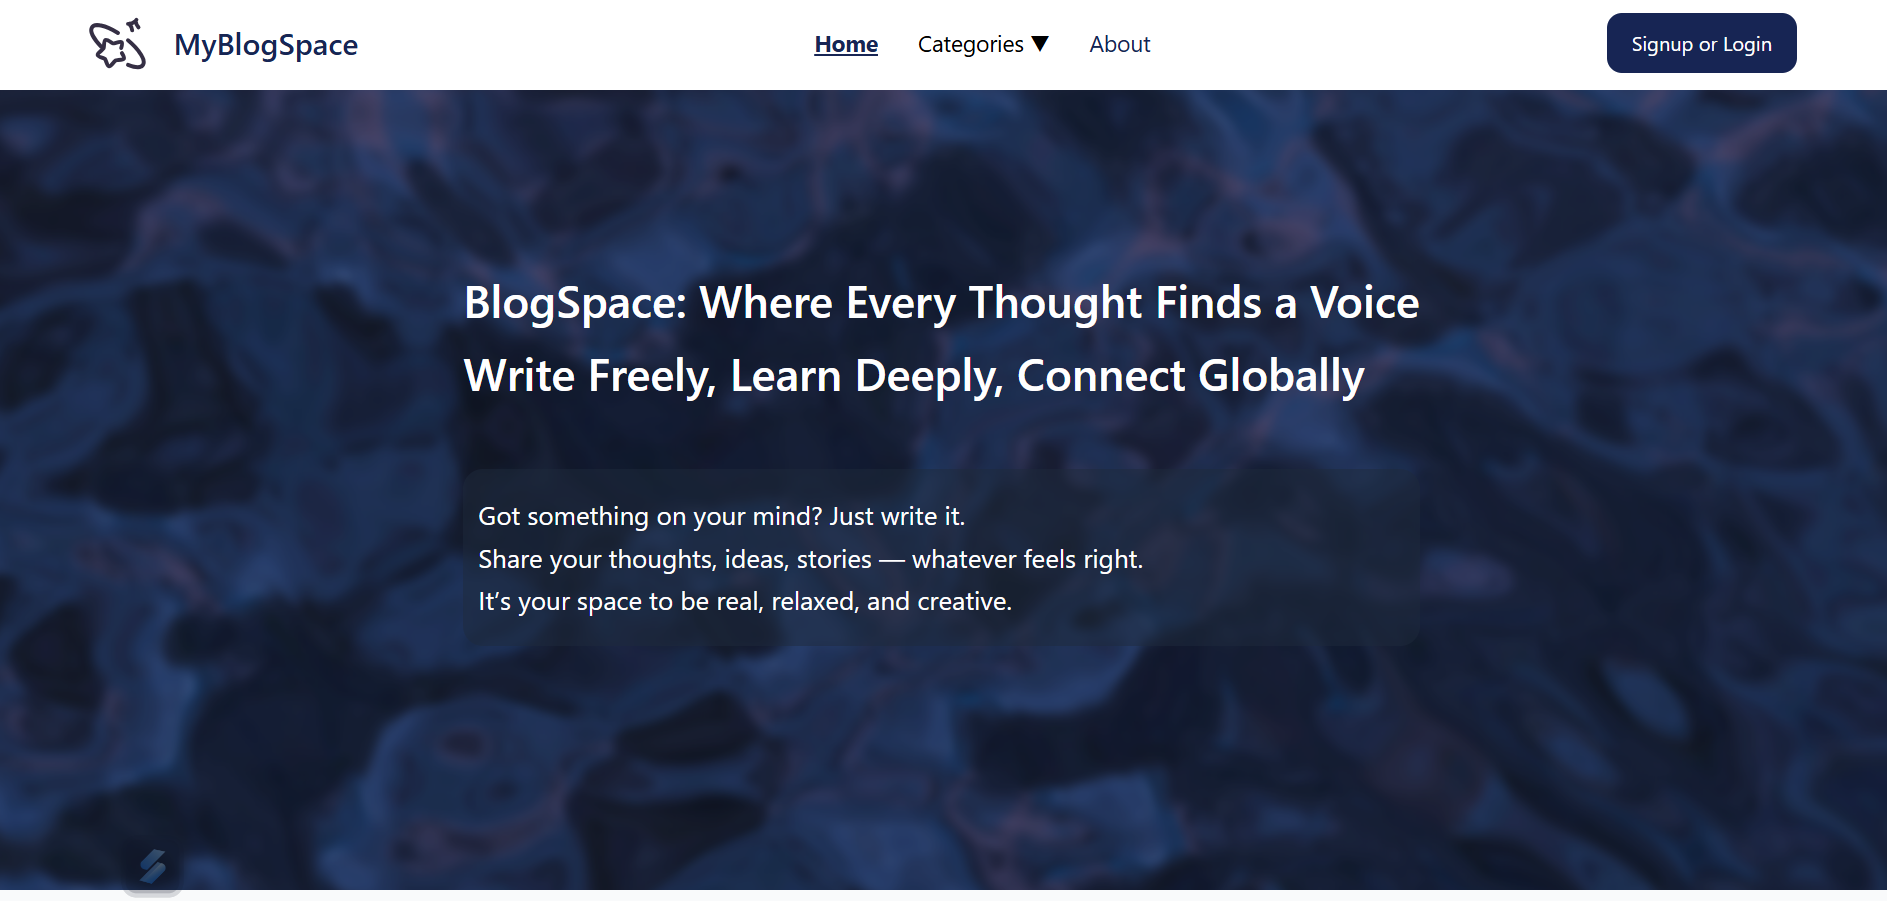 MyBlogSpace
Home Categories ▼ About
Signup or Login
BlogSpace: Where Every Thought Finds a Voice
Write Freely, Learn Deeply, Connect Globally
Got something on your mind? Just write it.
Share your thoughts, ideas, stories — whatever feels right.
It’s your space to be real, relaxed, and creative.